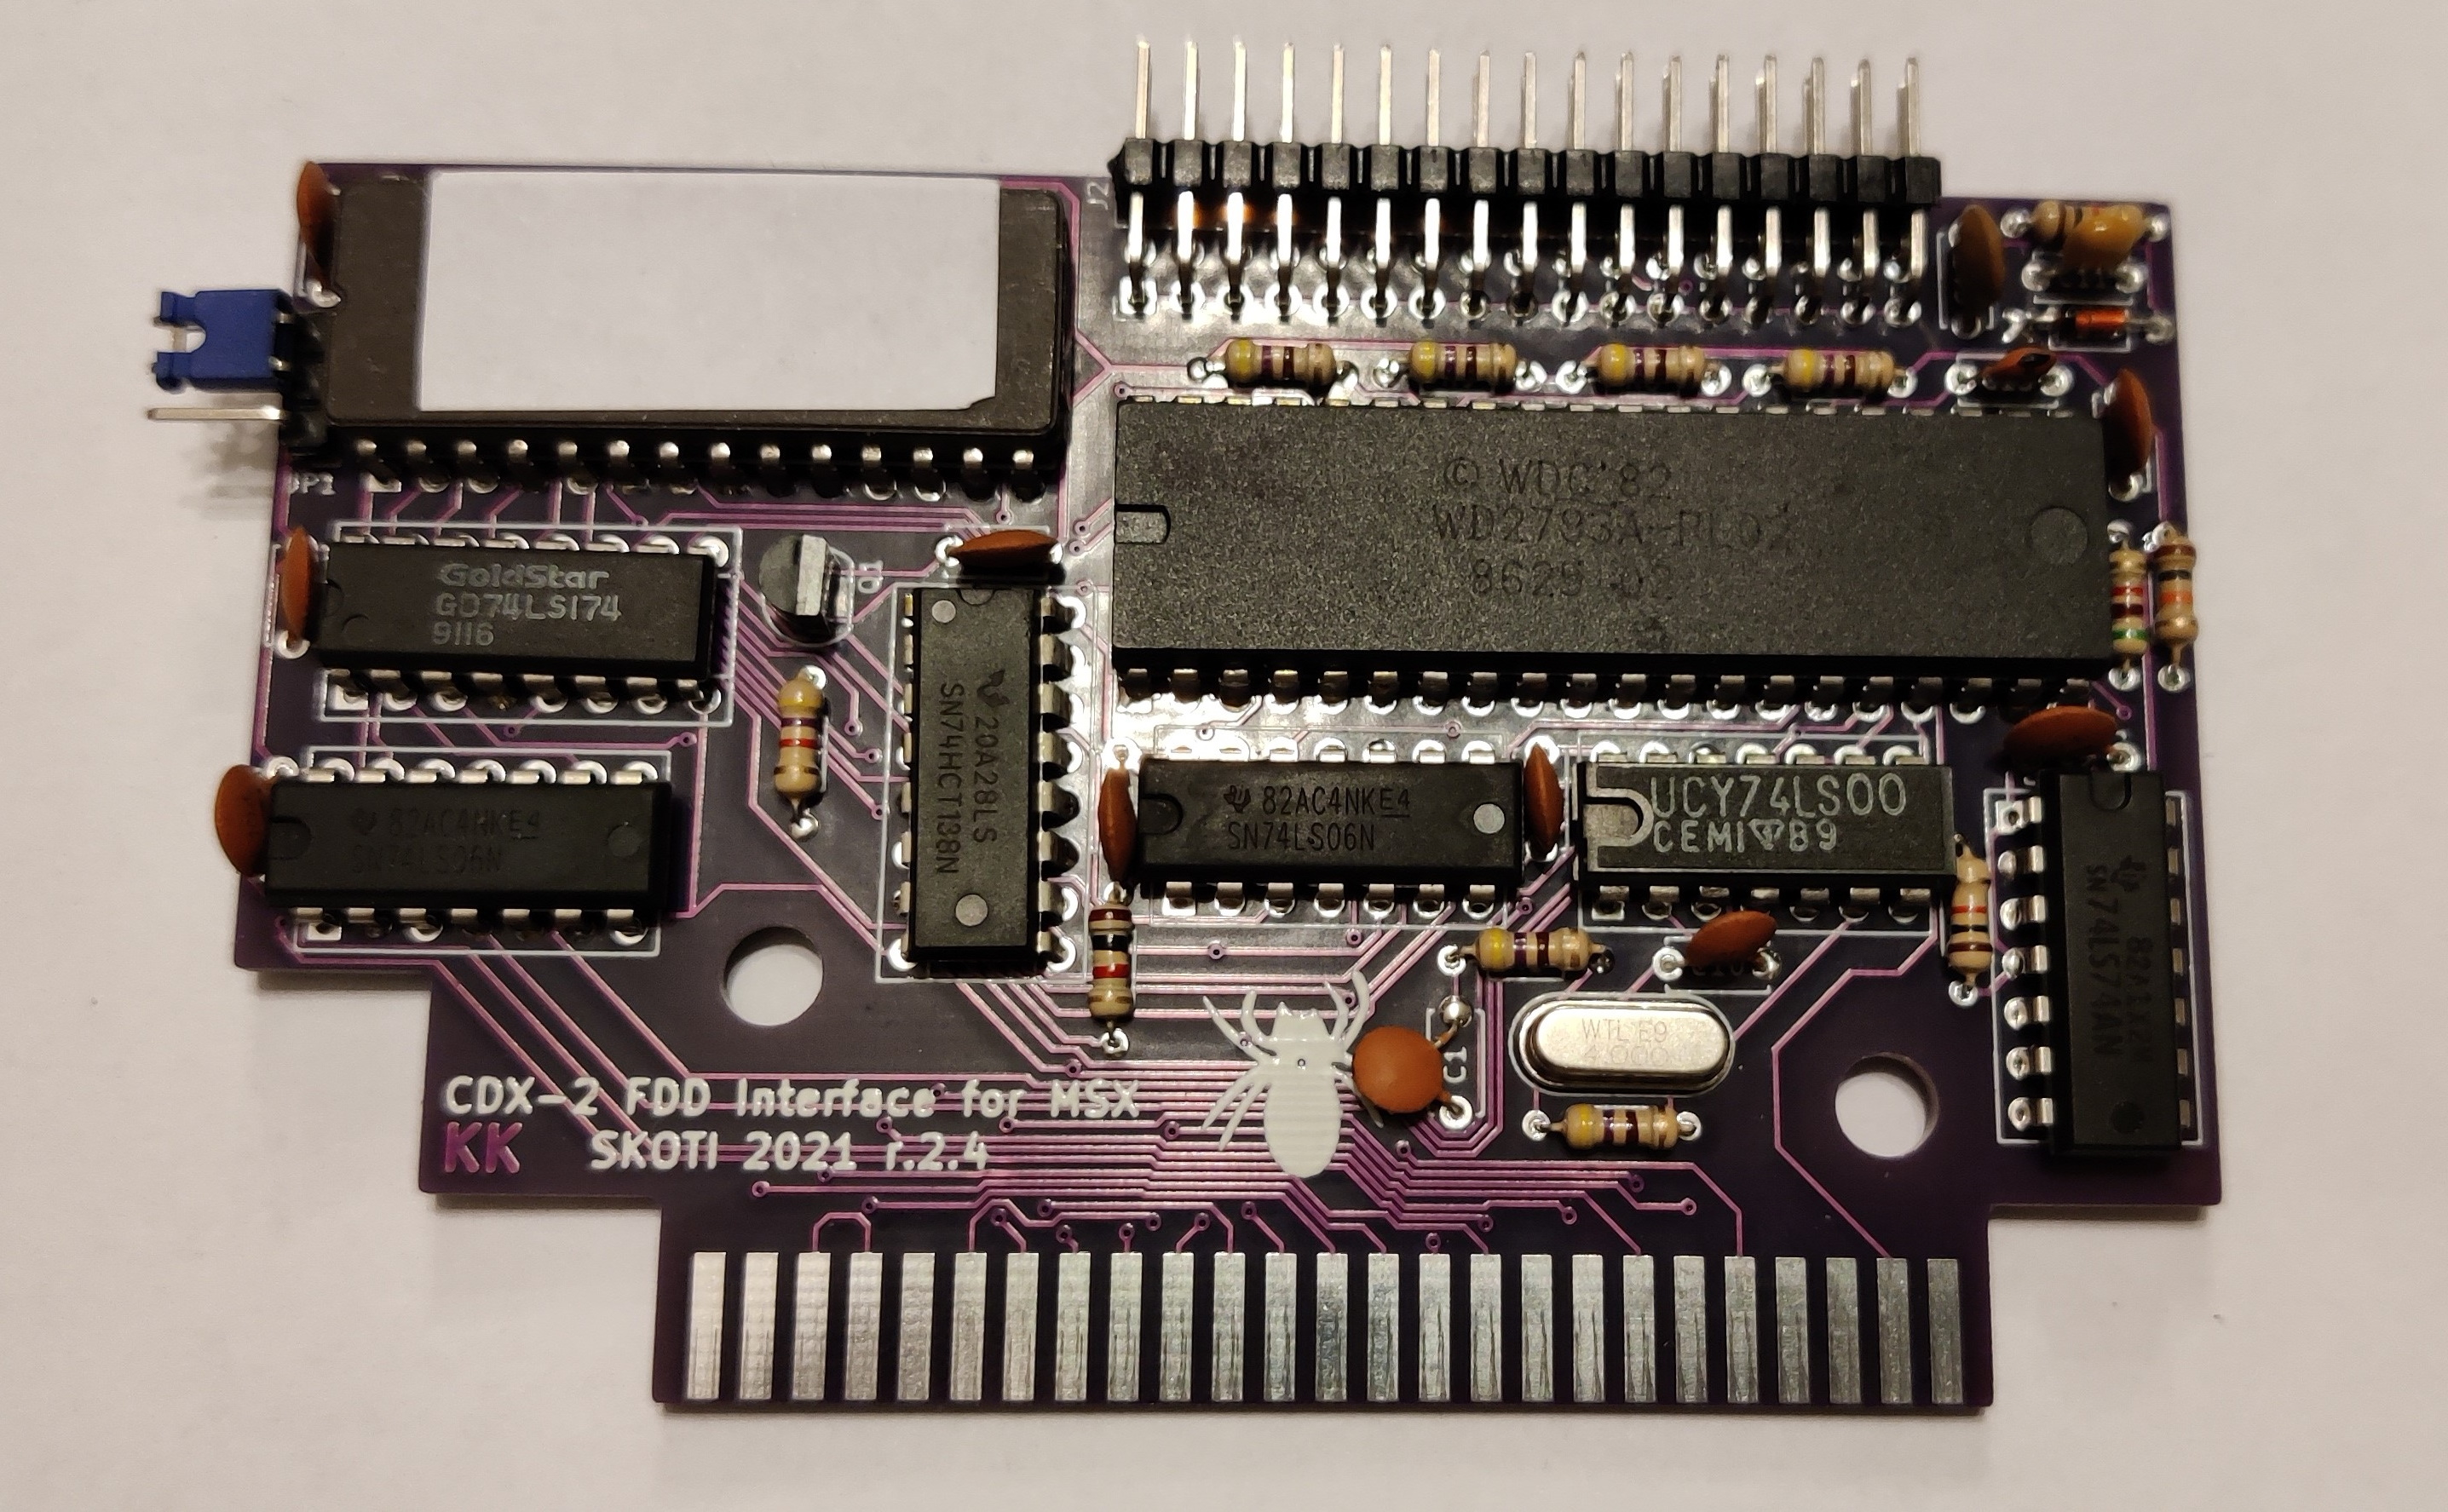 J2
GoldStar
GD74LS174
9116
Q1
© WDC'82
WD2793A-PL02
8629 02
20A28LS
SN74HCT138N
82AC4NKE4
SN74LS06N
82AC4NKE4
SN74LS06N
UCY74LS00
CEMI 89
SN74LS74AN
WTL E9
4.000
C1
CDX-2 FDD Interface for MSX
KK SKOTI 2021 r.2.4